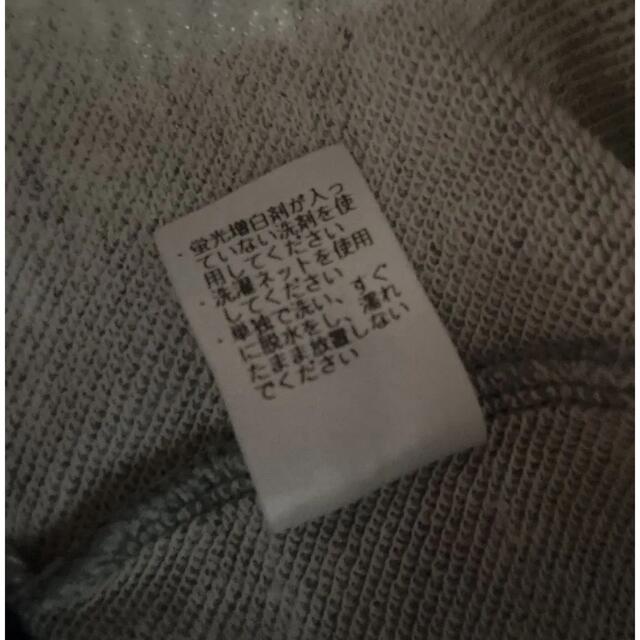 ・蛍光増白剤が入っ
ていない洗剤を使
用してください
・洗濯ネットを使用
してください
・単独で洗い、すぐ
に脱水をし、濡れ
たまま放置しない
でください